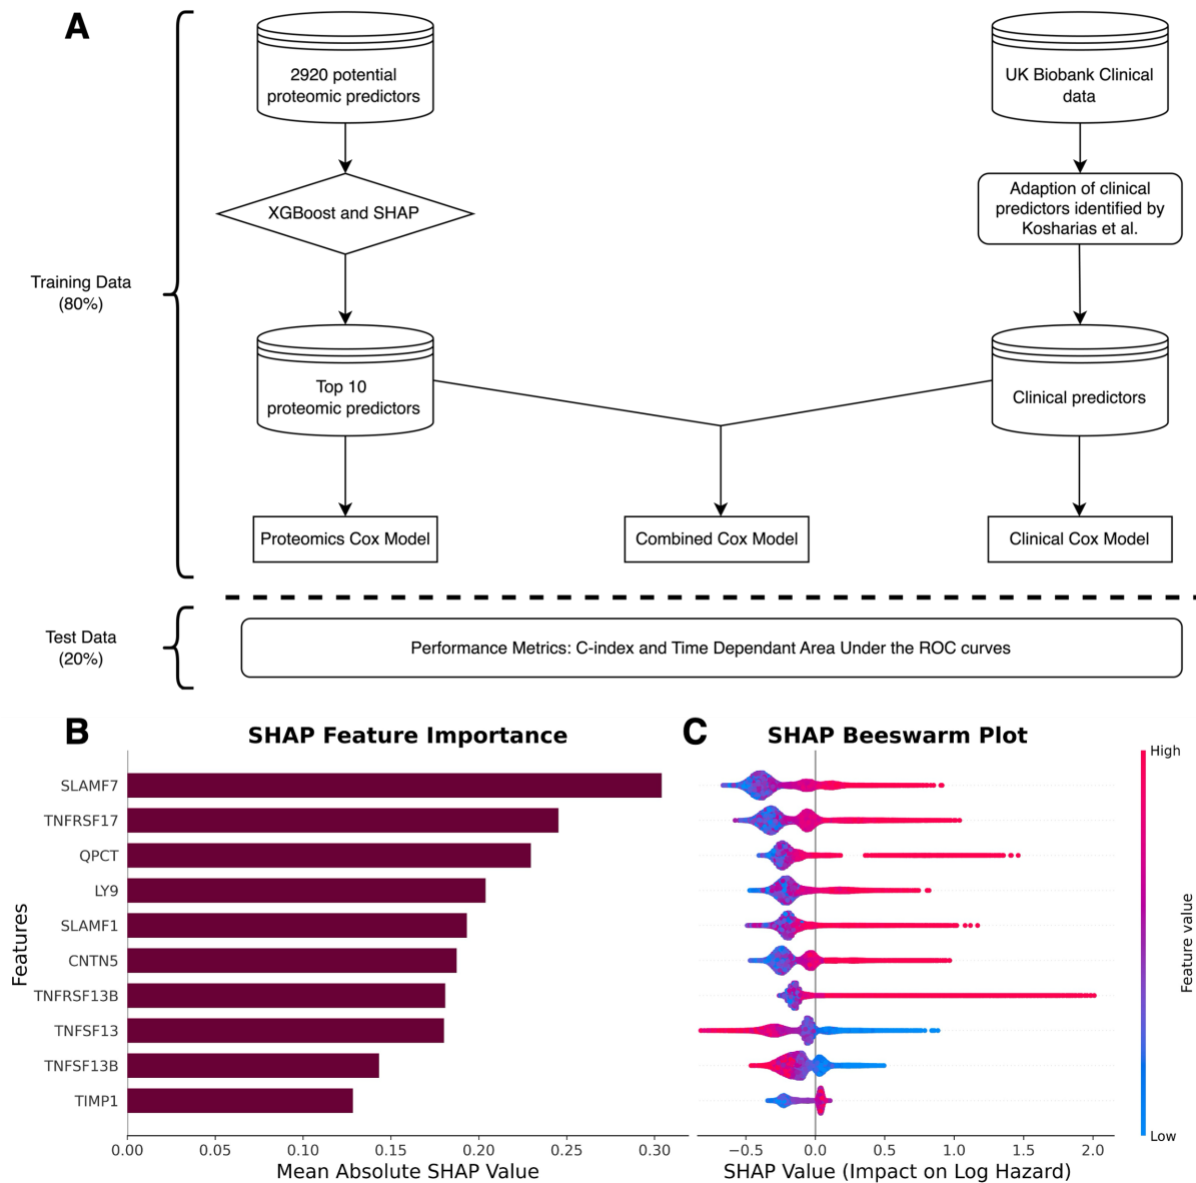 A
2920 potential
proteomic predictors
UK Biobank Clinical
data
XGBoost and SHAP
Adaption of clinical
predictors identified by
Kosharias et al.
Training Data
(80%)
Top 10
proteomic predictors
Clinical predictors
Proteomics Cox Model
Combined Cox Model
Clinical Cox Model
Test Data
(20%)
Performance Metrics: C-index and Time Dependant Area Under the ROC curves
B
SHAP Feature Importance
Features
SLAMF7
TNFRSF17
QPCT
LY9
SLAMF1
CNTN5
TNFRSF13B
TNFSF13
TNFSF13B
TIMP1
0.00 0.05 0.10 0.15 0.20 0.25 0.30
Mean Absolute SHAP Value
C
SHAP Beeswarm Plot
−0.5 0.0 0.5 1.0 1.5 2.0
SHAP Value (Impact on Log Hazard)
High
Feature value
Low